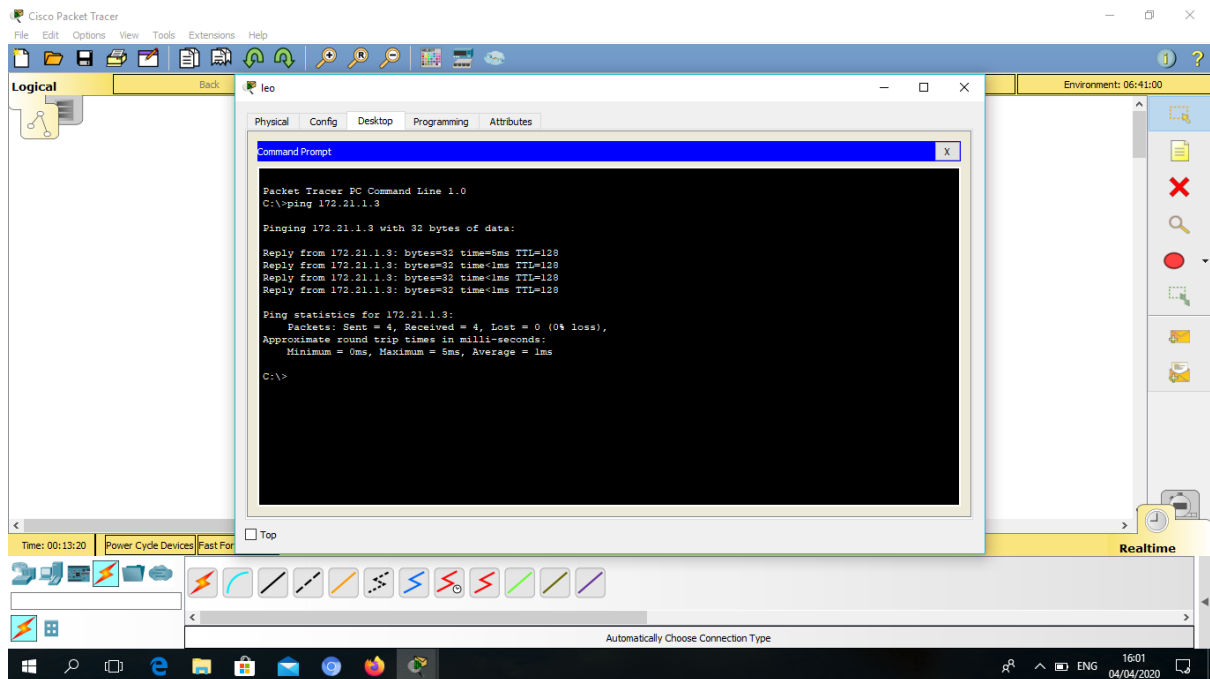 Cisco Packet Tracer
File Edit Options View Tools Extensions Help
Logical
Back
Environment: 06:41:00
leo
Physical Config Desktop Programming Attributes
Command Prompt
X
Packet Tracer PC Command Line 1.0
C:\>ping 172.21.1.3
Pinging 172.21.1.3 with 32 bytes of data:
Reply from 172.21.1.3: bytes=32 time=5ms TTL=128
Reply from 172.21.1.3: bytes=32 time<1ms TTL=128
Reply from 172.21.1.3: bytes=32 time<1ms TTL=128
Reply from 172.21.1.3: bytes=32 time<1ms TTL=128
Ping statistics for 172.21.1.3:
Packets: Sent = 4, Received = 4, Lost = 0 (0% loss),
Approximate round trip times in milli-seconds:
Minimum = 0ms, Maximum = 5ms, Average = 1ms
C:\>
Top
Time: 00:13:20 Power Cycle Devices Fast For
Realtime
Automatically Choose Connection Type
ENG
16:01
04/04/2020